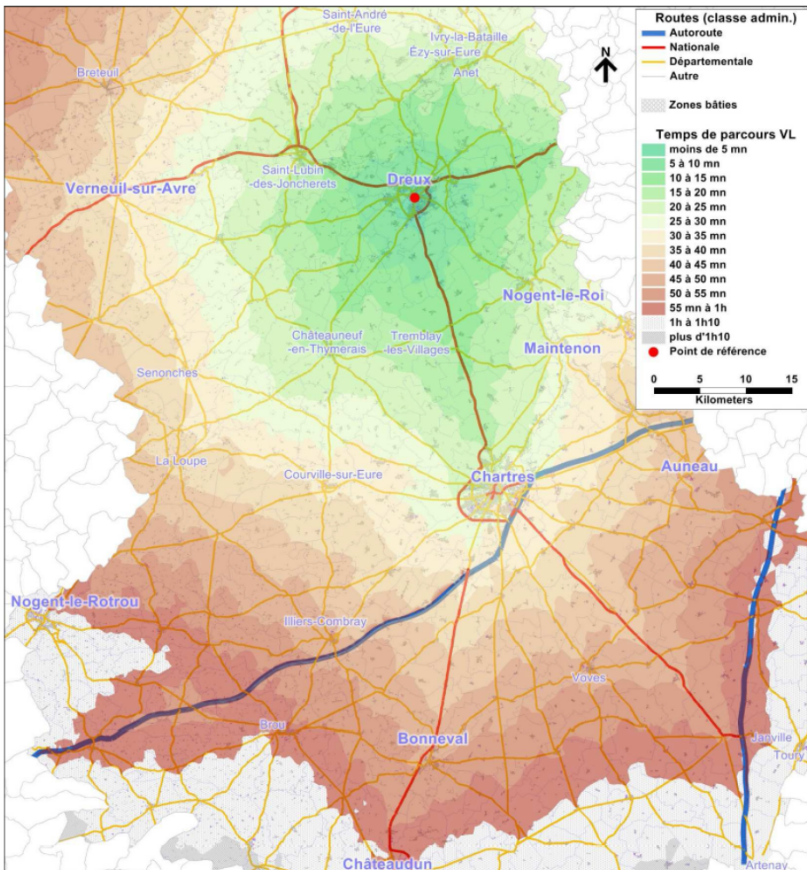 Saint-André
-de-l'Eure
Ivry-la-Bataille
Ézy-sur-Eure
Anet
Breteuil
N
Routes (classe admin.)
Autoroute
Nationale
Départementale
Autre
Zones bâties
Temps de parcours VL
moins de 5 mn
5 à 10 mn
10 à 15 mn
15 à 20 mn
20 à 25 mn
25 à 30 mn
30 à 35 mn
35 à 40 mn
40 à 45 mn
45 à 50 mn
50 à 55 mn
55 mn à 1h
1h à 1h10
plus d'1h10
Point de référence
0 5 10 15
Kilometers
Saint-Lubin
-des-Joncherets
Dreux
Verneuil-sur-Avre
Nogent-le-Roi
Châteauneuf
-en-Thymerais
Tremblay
-les-Villages
Maintenon
Senonches
La Loupe
Courville-sur-Eure
Chartres
Auneau
Nogent-le-Rotrou
Illiers-Combray
Voves
Brou
Bonneval
Janville
Toury
Châteaudun
Artenay